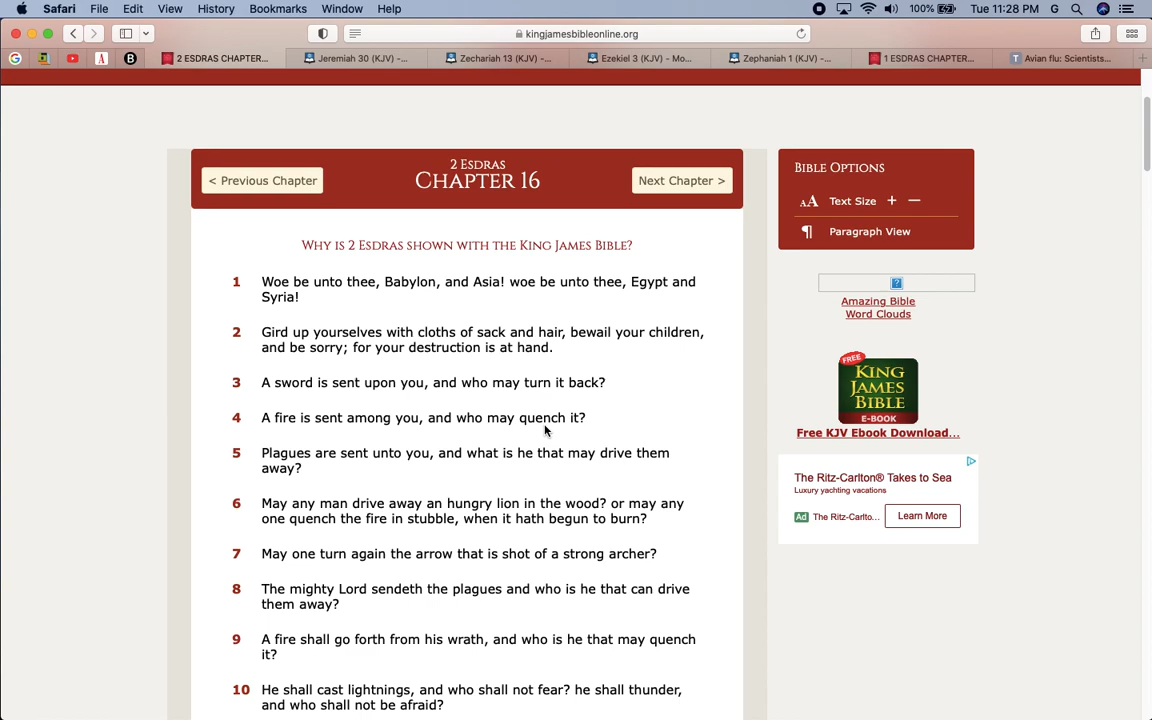 Safari File Edit View History Bookmarks Window Help 100% Tue 11:28 PM G
kingjamesbibleonline.org
G A B 2 ESDRAS CHAPTER... Jeremiah 30 (KJV) -... Zechariah 13 (KJV) -... Ezekiel 3 (KJV) - Mo... Zephaniah 1 (KJV) -... 1 ESDRAS CHAPTER... T Avian flu: Scientists...
2 ESDRAS
CHAPTER 16
< Previous Chapter
Next Chapter >
WHY IS 2 ESDRAS SHOWN WITH THE KING JAMES BIBLE?
1 Woe be unto thee, Babylon, and Asia! woe be unto thee, Egypt and
Syria!
2 Gird up yourselves with cloths of sack and hair, bewail your children,
and be sorry; for your destruction is at hand.
3 A sword is sent upon you, and who may turn it back?
4 A fire is sent among you, and who may quench it?
5 Plagues are sent unto you, and what is he that may drive them
away?
6 May any man drive away an hungry lion in the wood? or may any
one quench the fire in stubble, when it hath begun to burn?
7 May one turn again the arrow that is shot of a strong archer?
8 The mighty Lord sendeth the plagues and who is he that can drive
them away?
9 A fire shall go forth from his wrath, and who is he that may quench
it?
10 He shall cast lightnings, and who shall not fear? he shall thunder,
and who shall not be afraid?
BIBLE OPTIONS
AA Text Size + —
¶ Paragraph View
?
Amazing Bible
Word Clouds
FREE
KING
JAMES
BIBLE
E-BOOK
Free KJV Ebook Download...
The Ritz-Carlton® Takes to Sea
Luxury yachting vacations
Ad The Ritz-Carlto...
Learn More